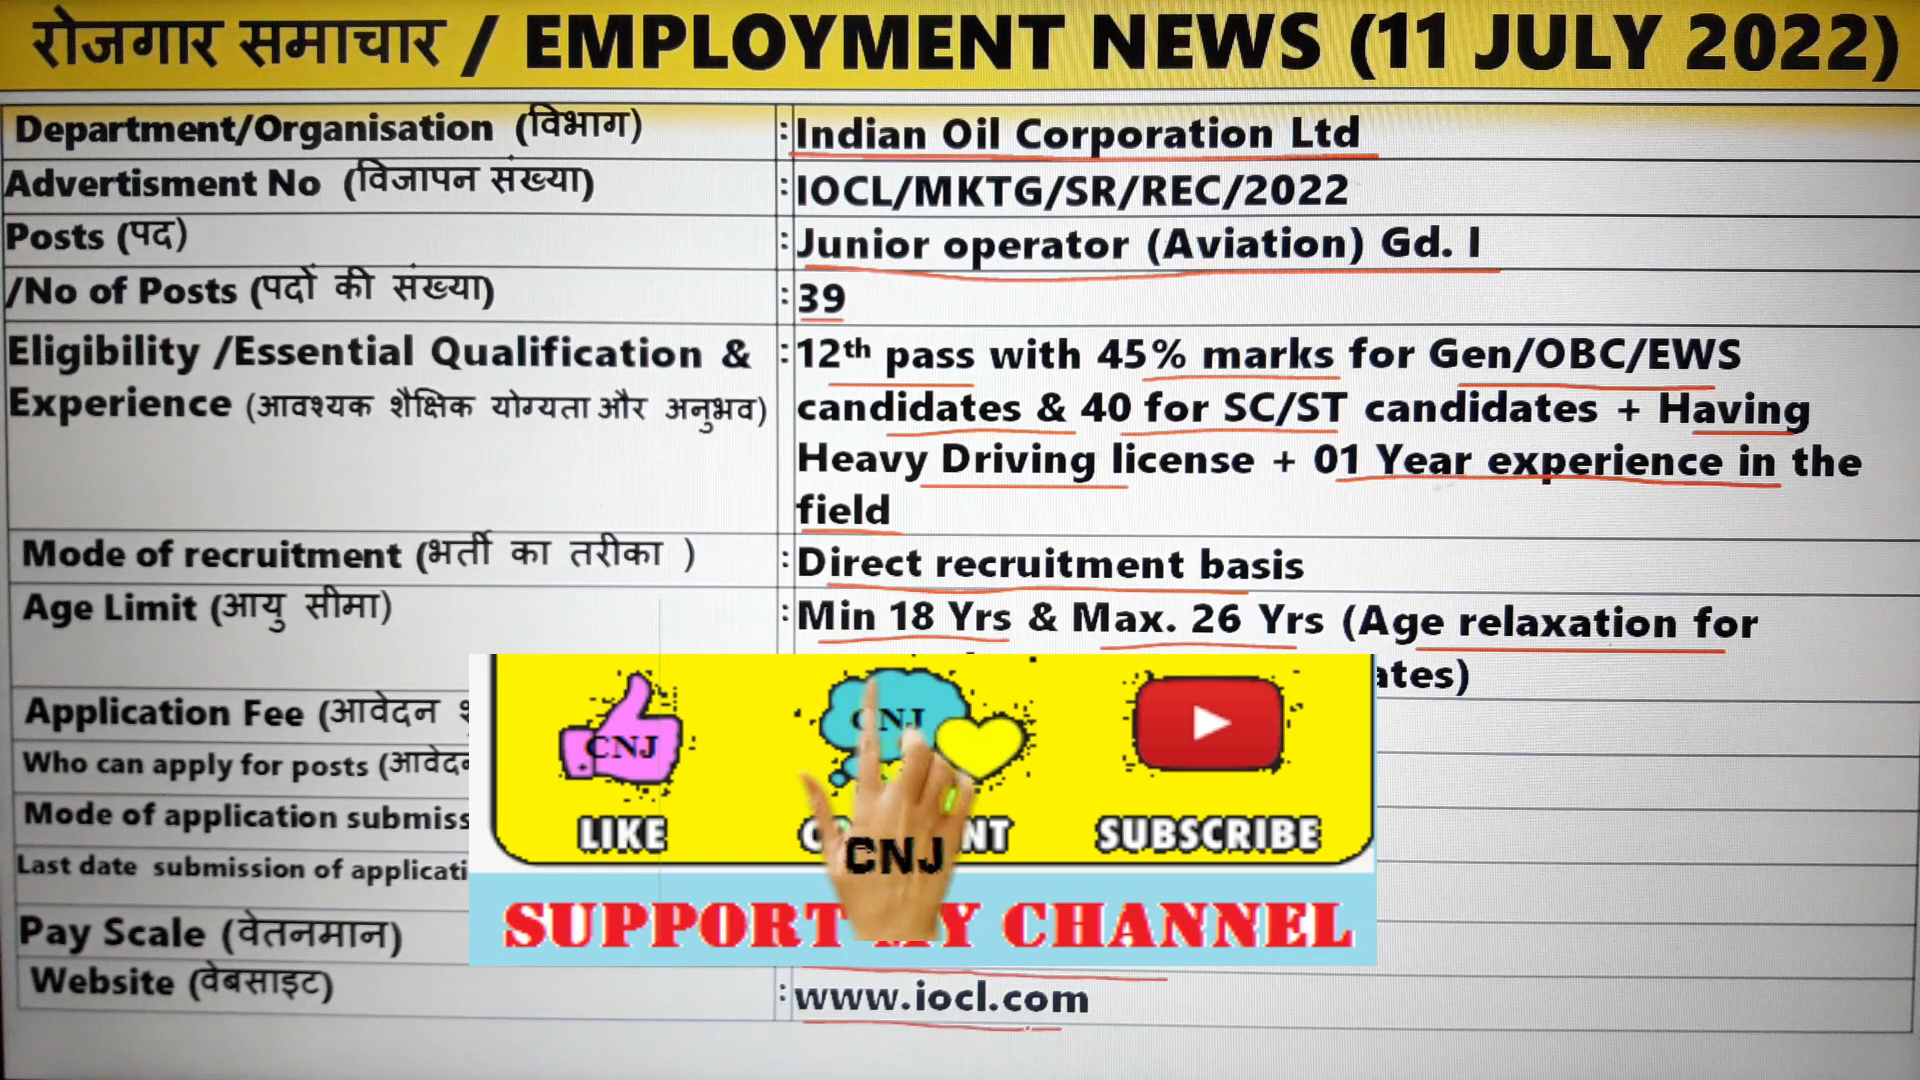 रोजगार समाचार / EMPLOYMENT NEWS (11 JULY 2022)
Department/Organisation (विभाग) : Indian Oil Corporation Ltd
Advertisment No (विजापन संख्या) : IOCL/MKTG/SR/REC/2022
Posts (पद) : Junior operator (Aviation) Gd. I
/No of Posts (पदों की संख्या) : 39
Eligibility /Essential Qualification & : 12th pass with 45% marks for Gen/OBC/EWS
Experience (आवश्यक शैक्षिक योग्यता और अनुभव) candidates & 40 for SC/ST candidates + Having
Heavy Driving license + 01 Year experience in the
field
Mode of recruitment (भर्ती का तरीका ) : Direct recruitment basis
Age Limit (आयु सीमा) : Min 18 Yrs & Max. 26 Yrs (Age relaxation for
Application Fee (आवेदन
Who can apply for posts
Mode of application
Last date submission of
Pay Scale (वेतनमान)
Website (वेबसाइट) : www.iocl.com
CNJ
CNJ
LIKE
SUBSCRIBE
CNJ
SUPPORT MY CHANNEL